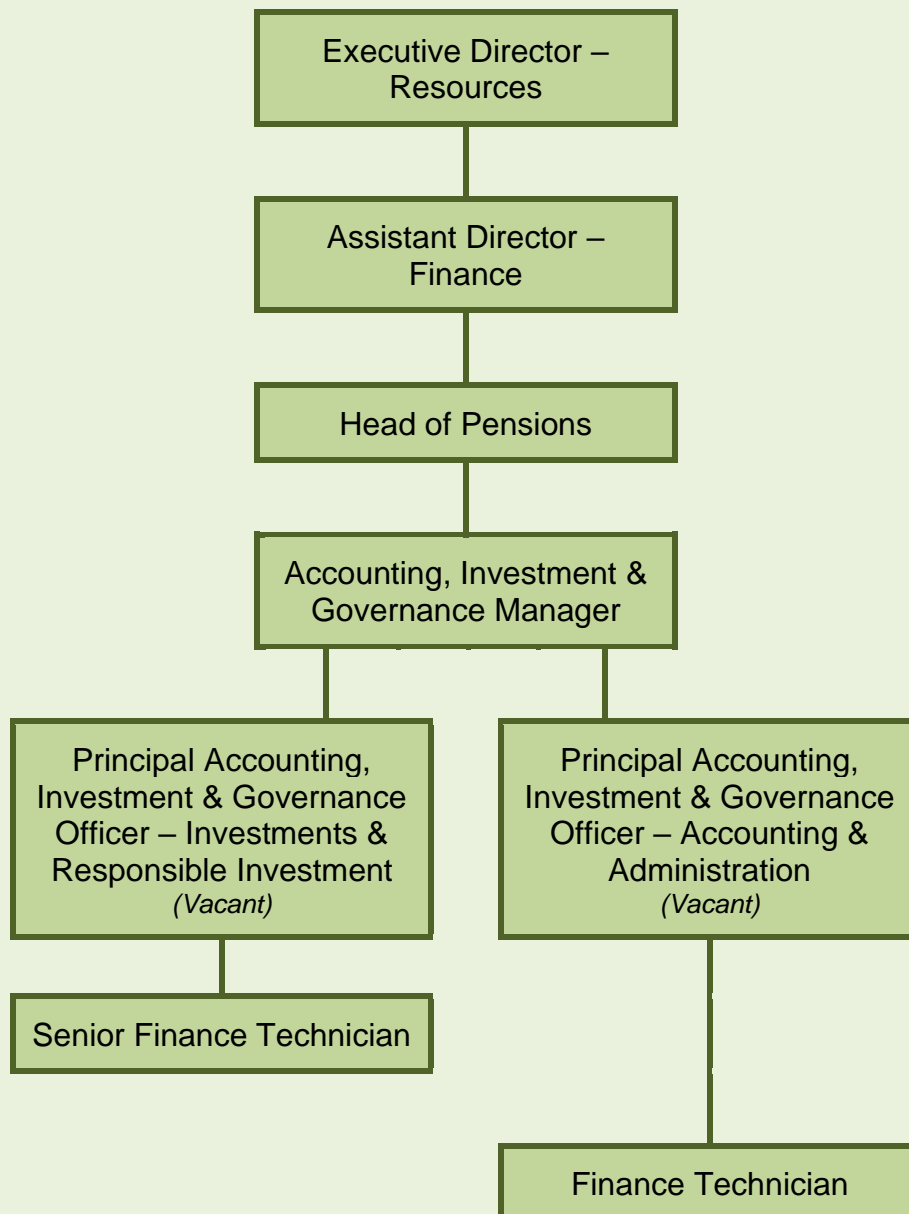 Executive Director –
Resources
Assistant Director –
Finance
Head of Pensions
Accounting, Investment &
Governance Manager
Principal Accounting,
Investment & Governance
Officer – Investments &
Responsible Investment
(Vacant)
Principal Accounting,
Investment & Governance
Officer – Accounting &
Administration
(Vacant)
Senior Finance Technician
Finance Technician